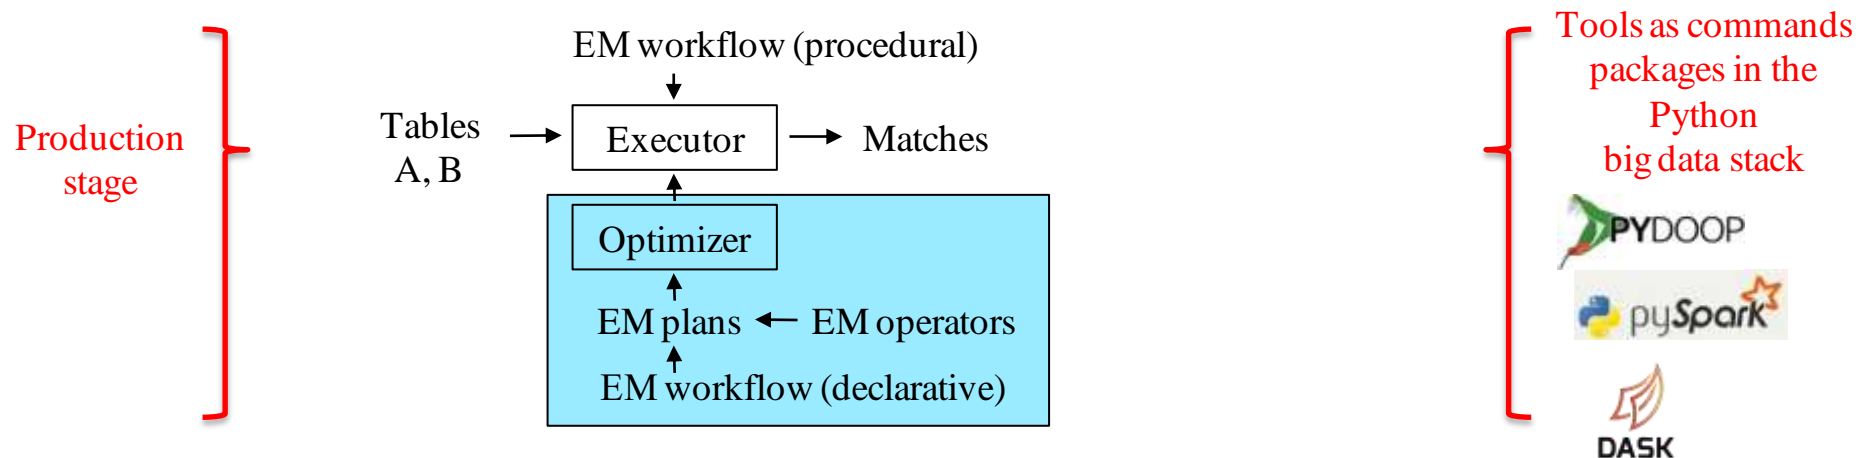 Production
stage
EM workflow (procedural)
Tables
A, B
Executor
Matches
Optimizer
EM plans
EM operators
EM workflow (declarative)
Tools as commands
packages in the
Python
big data stack
PYDOOP
pySpark
DASK